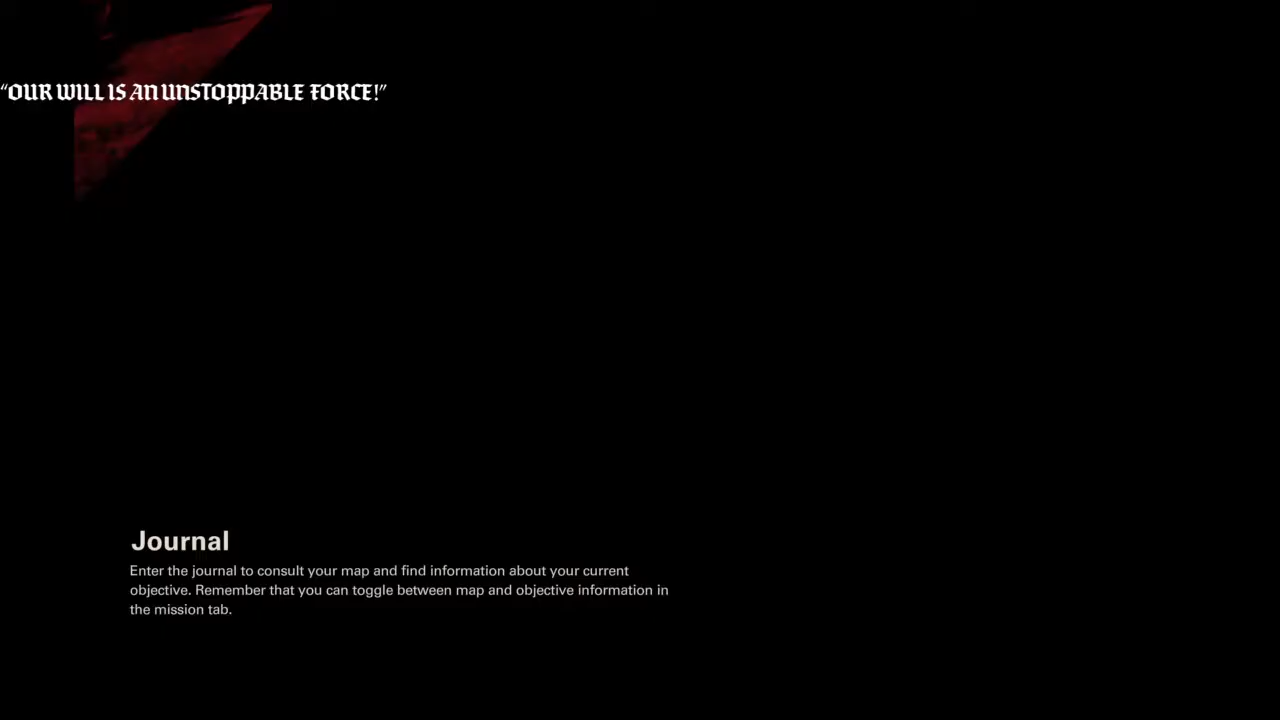 “OUR WILL IS AN UNSTOPPABLE FORCE!”
Journal
Enter the journal to consult your map and find information about your current
objective. Remember that you can toggle between map and objective information in
the mission tab.